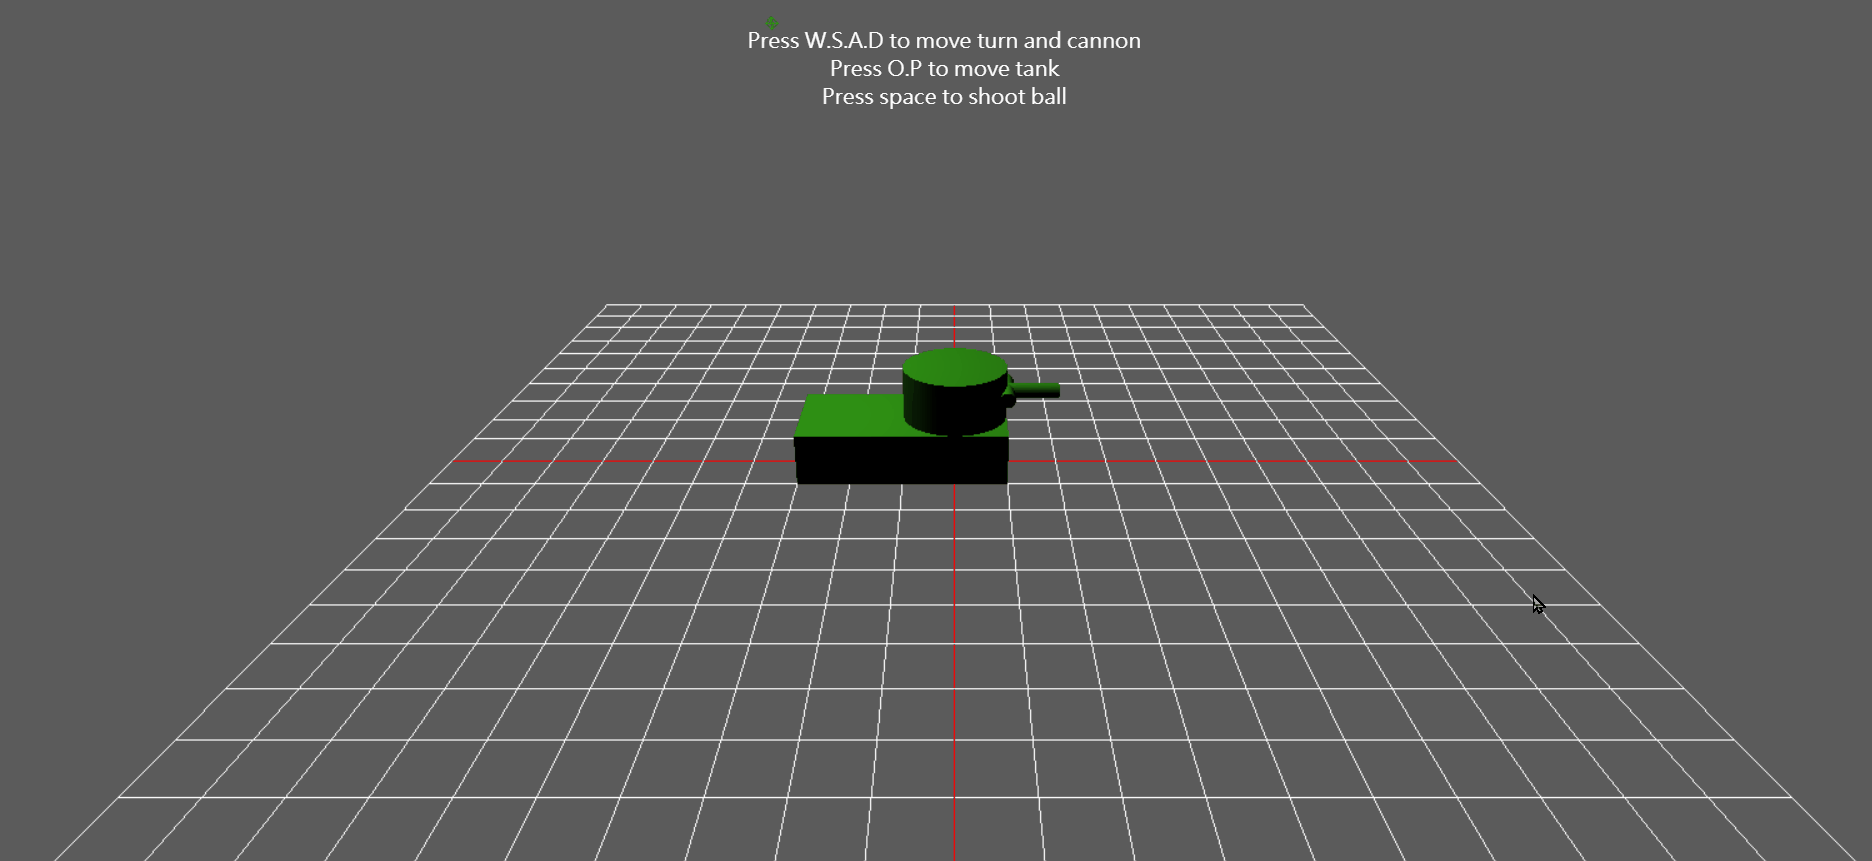 Press W.S.A.D to move turn and cannon
Press O.P to move tank
Press space to shoot ball